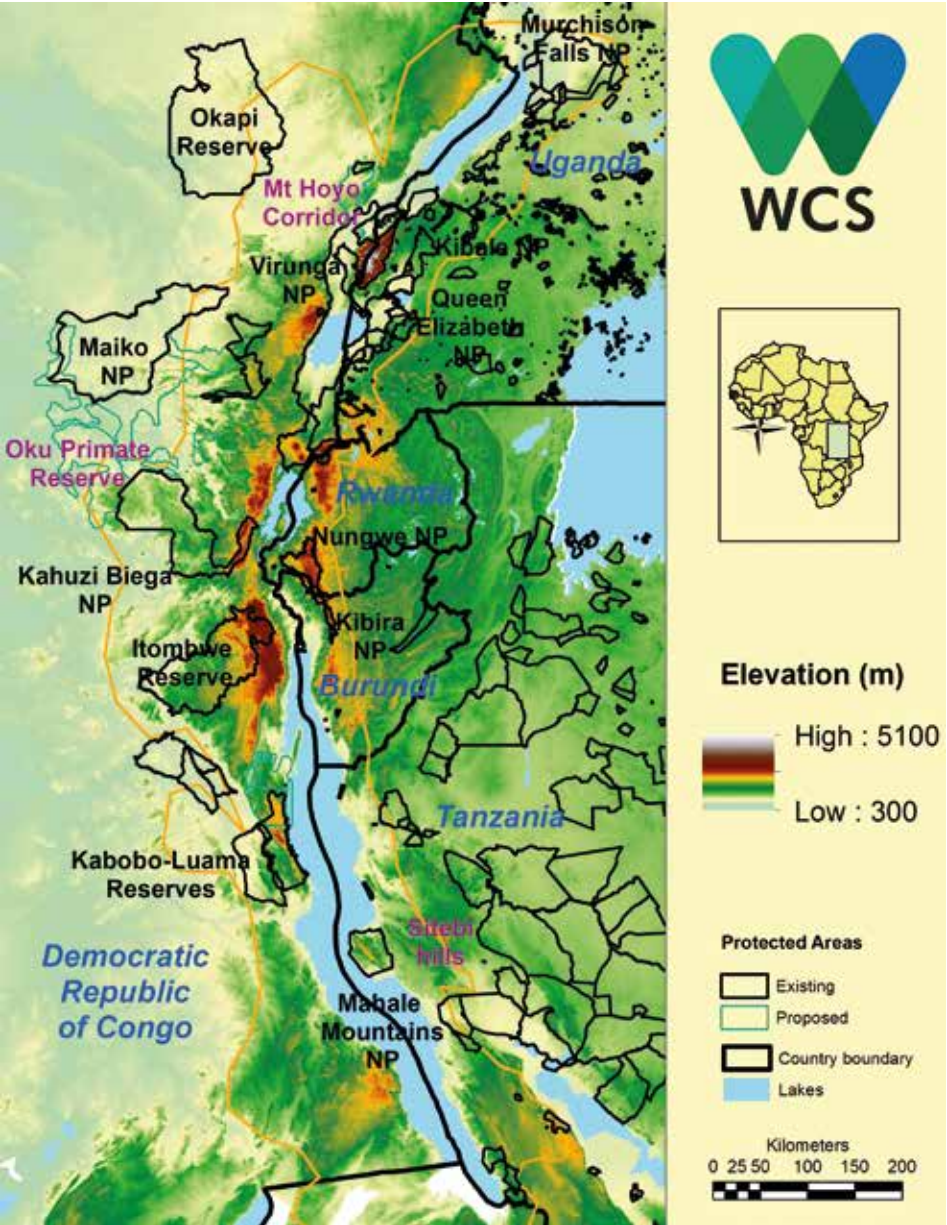 Murchison
Falls NP
Okapi
Reserve
Uganda
Mt Hoyo
Corridor
Kibale NP
Virunga
NP
Queen
Elizabeth
NP
Maiko
NP
Oku Primate
Reserve
Rwanda
Nungwe NP
Kahuzi Biega
NP
Kibira
NP
Itombwe
Reserve
Burundi
Tanzania
Kabobo-Luama
Reserves
Sitebi
hills
Democratic
Republic
of Congo
Mahale
Mountains
NP
WCS
Elevation (m)
High : 5100
Low : 300
Protected Areas
Existing
Proposed
Country boundary
Lakes
Kilometers
0 25 50 100 150 200